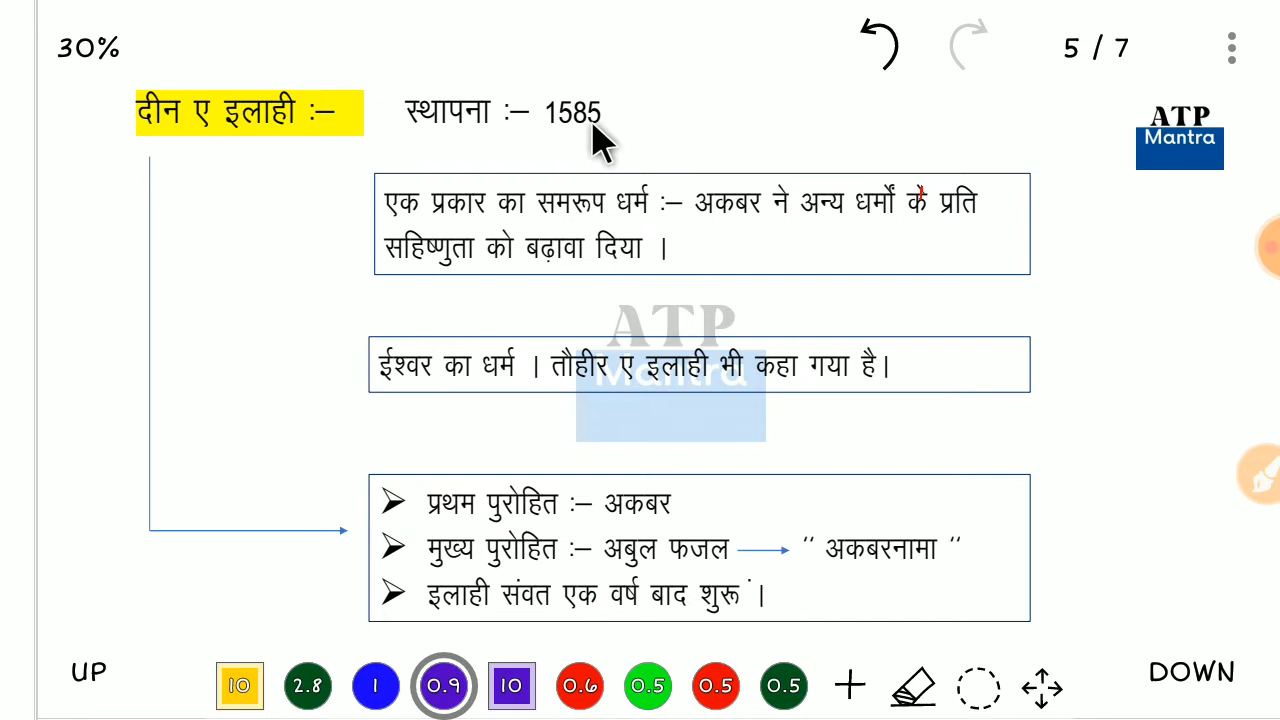 30%
5 / 7
दीन ए इलाही :–
स्थापना :– 1585
ATP
Mantra
एक प्रकार का समरूप धर्म :– अकबर ने अन्य धर्मों के प्रति
सहिष्णुता को बढ़ावा दिया ।
ATP
Mantra
ईश्वर का धर्म । तौहीर ए इलाही भी कहा गया है।
➢ प्रथम पुरोहित :– अकबर
➢ मुख्य पुरोहित :– अबुल फजल → " अकबरनामा "
➢ इलाही संवत एक वर्ष बाद शुरू ं।
UP
10 2.8 1 0.9 10 0.6 0.5 0.5 0.5
DOWN